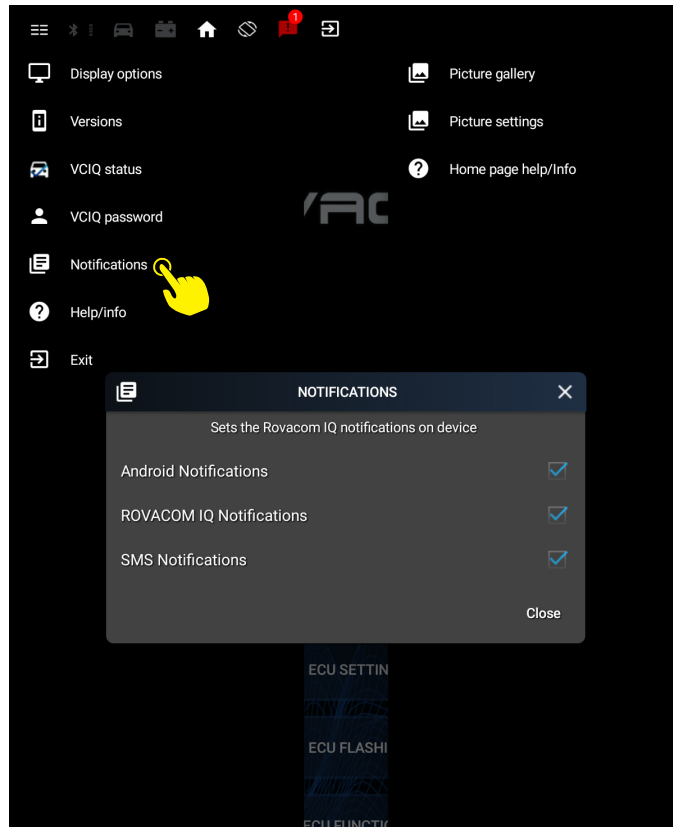 1
Display options
Versions
VCIQ status
VCIQ password
Notifications
Help/info
Exit
Picture gallery
Picture settings
Home page help/Info
NOTIFICATIONS
Sets the Rovacom IQ notifications on device
Android Notifications
ROVACOM IQ Notifications
SMS Notifications
Close
ECU SETTIN
ECU FLASHI